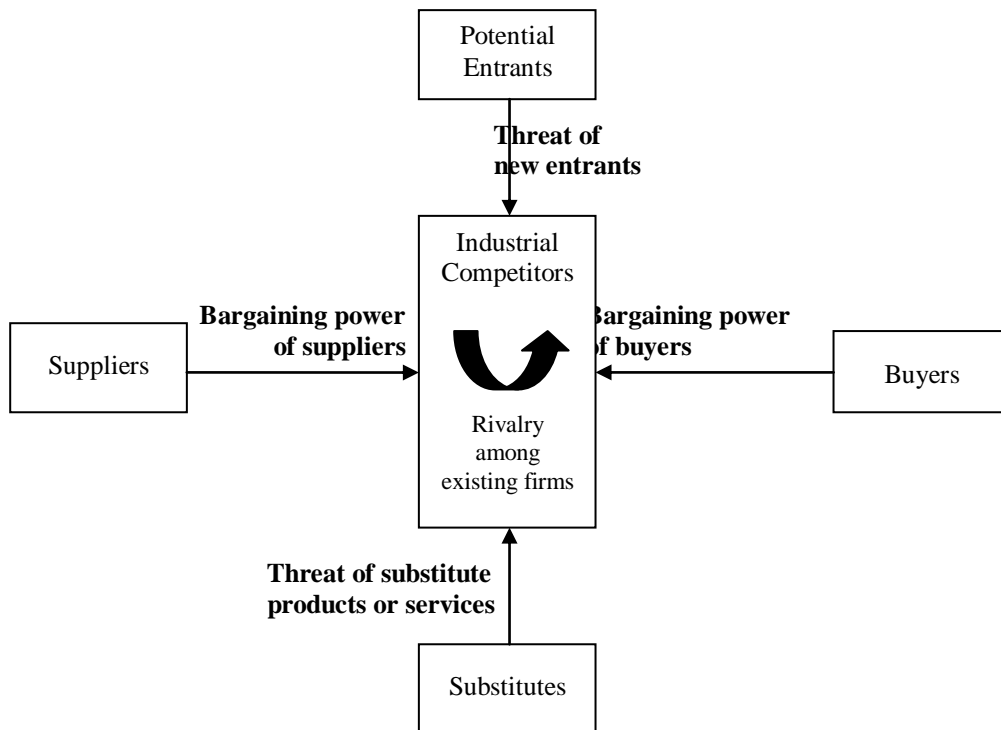 Potential
Entrants
Threat of
new entrants
Industrial
Competitors
Bargaining power
of suppliers
Bargaining power
of buyers
Suppliers
Buyers
Rivalry
among
existing firms
Threat of substitute
products or services
Substitutes